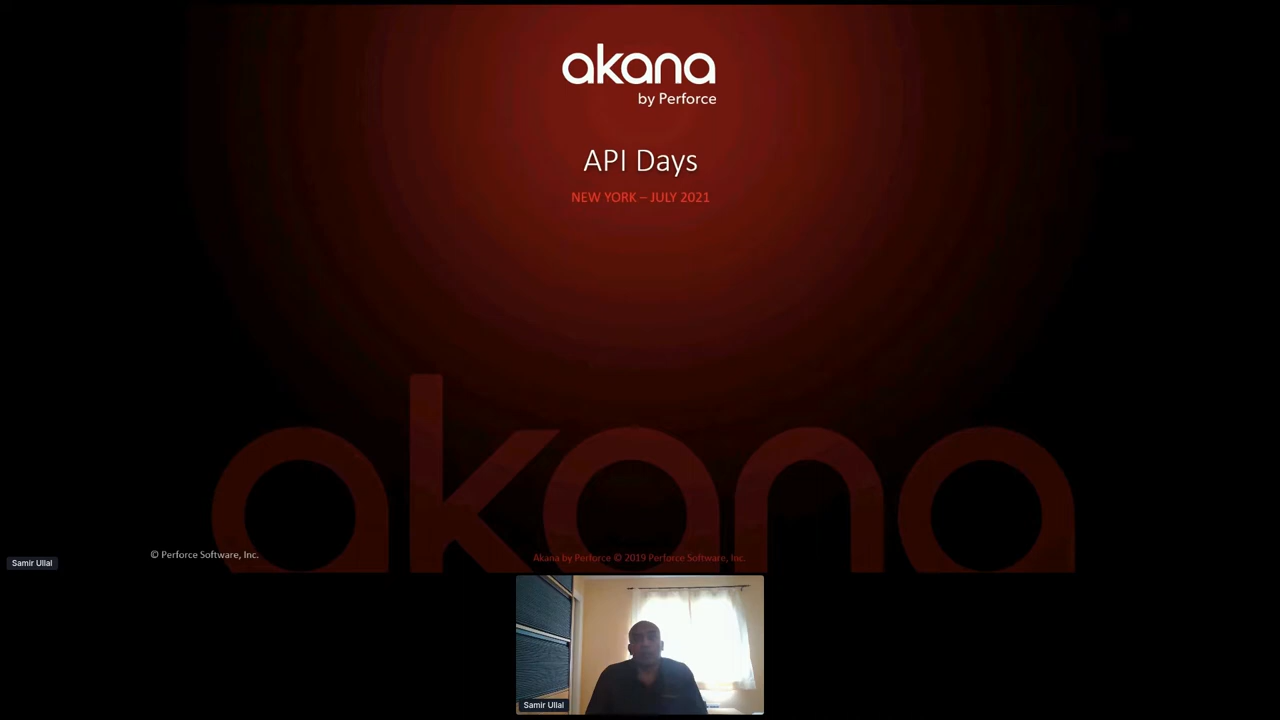 akana
by Perforce
API Days
NEW YORK – JULY 2021
akana
© Perforce Software, Inc.
Akana by Perforce © 2019 Perforce Software, Inc.
Samir Ullal
Samir Ullal